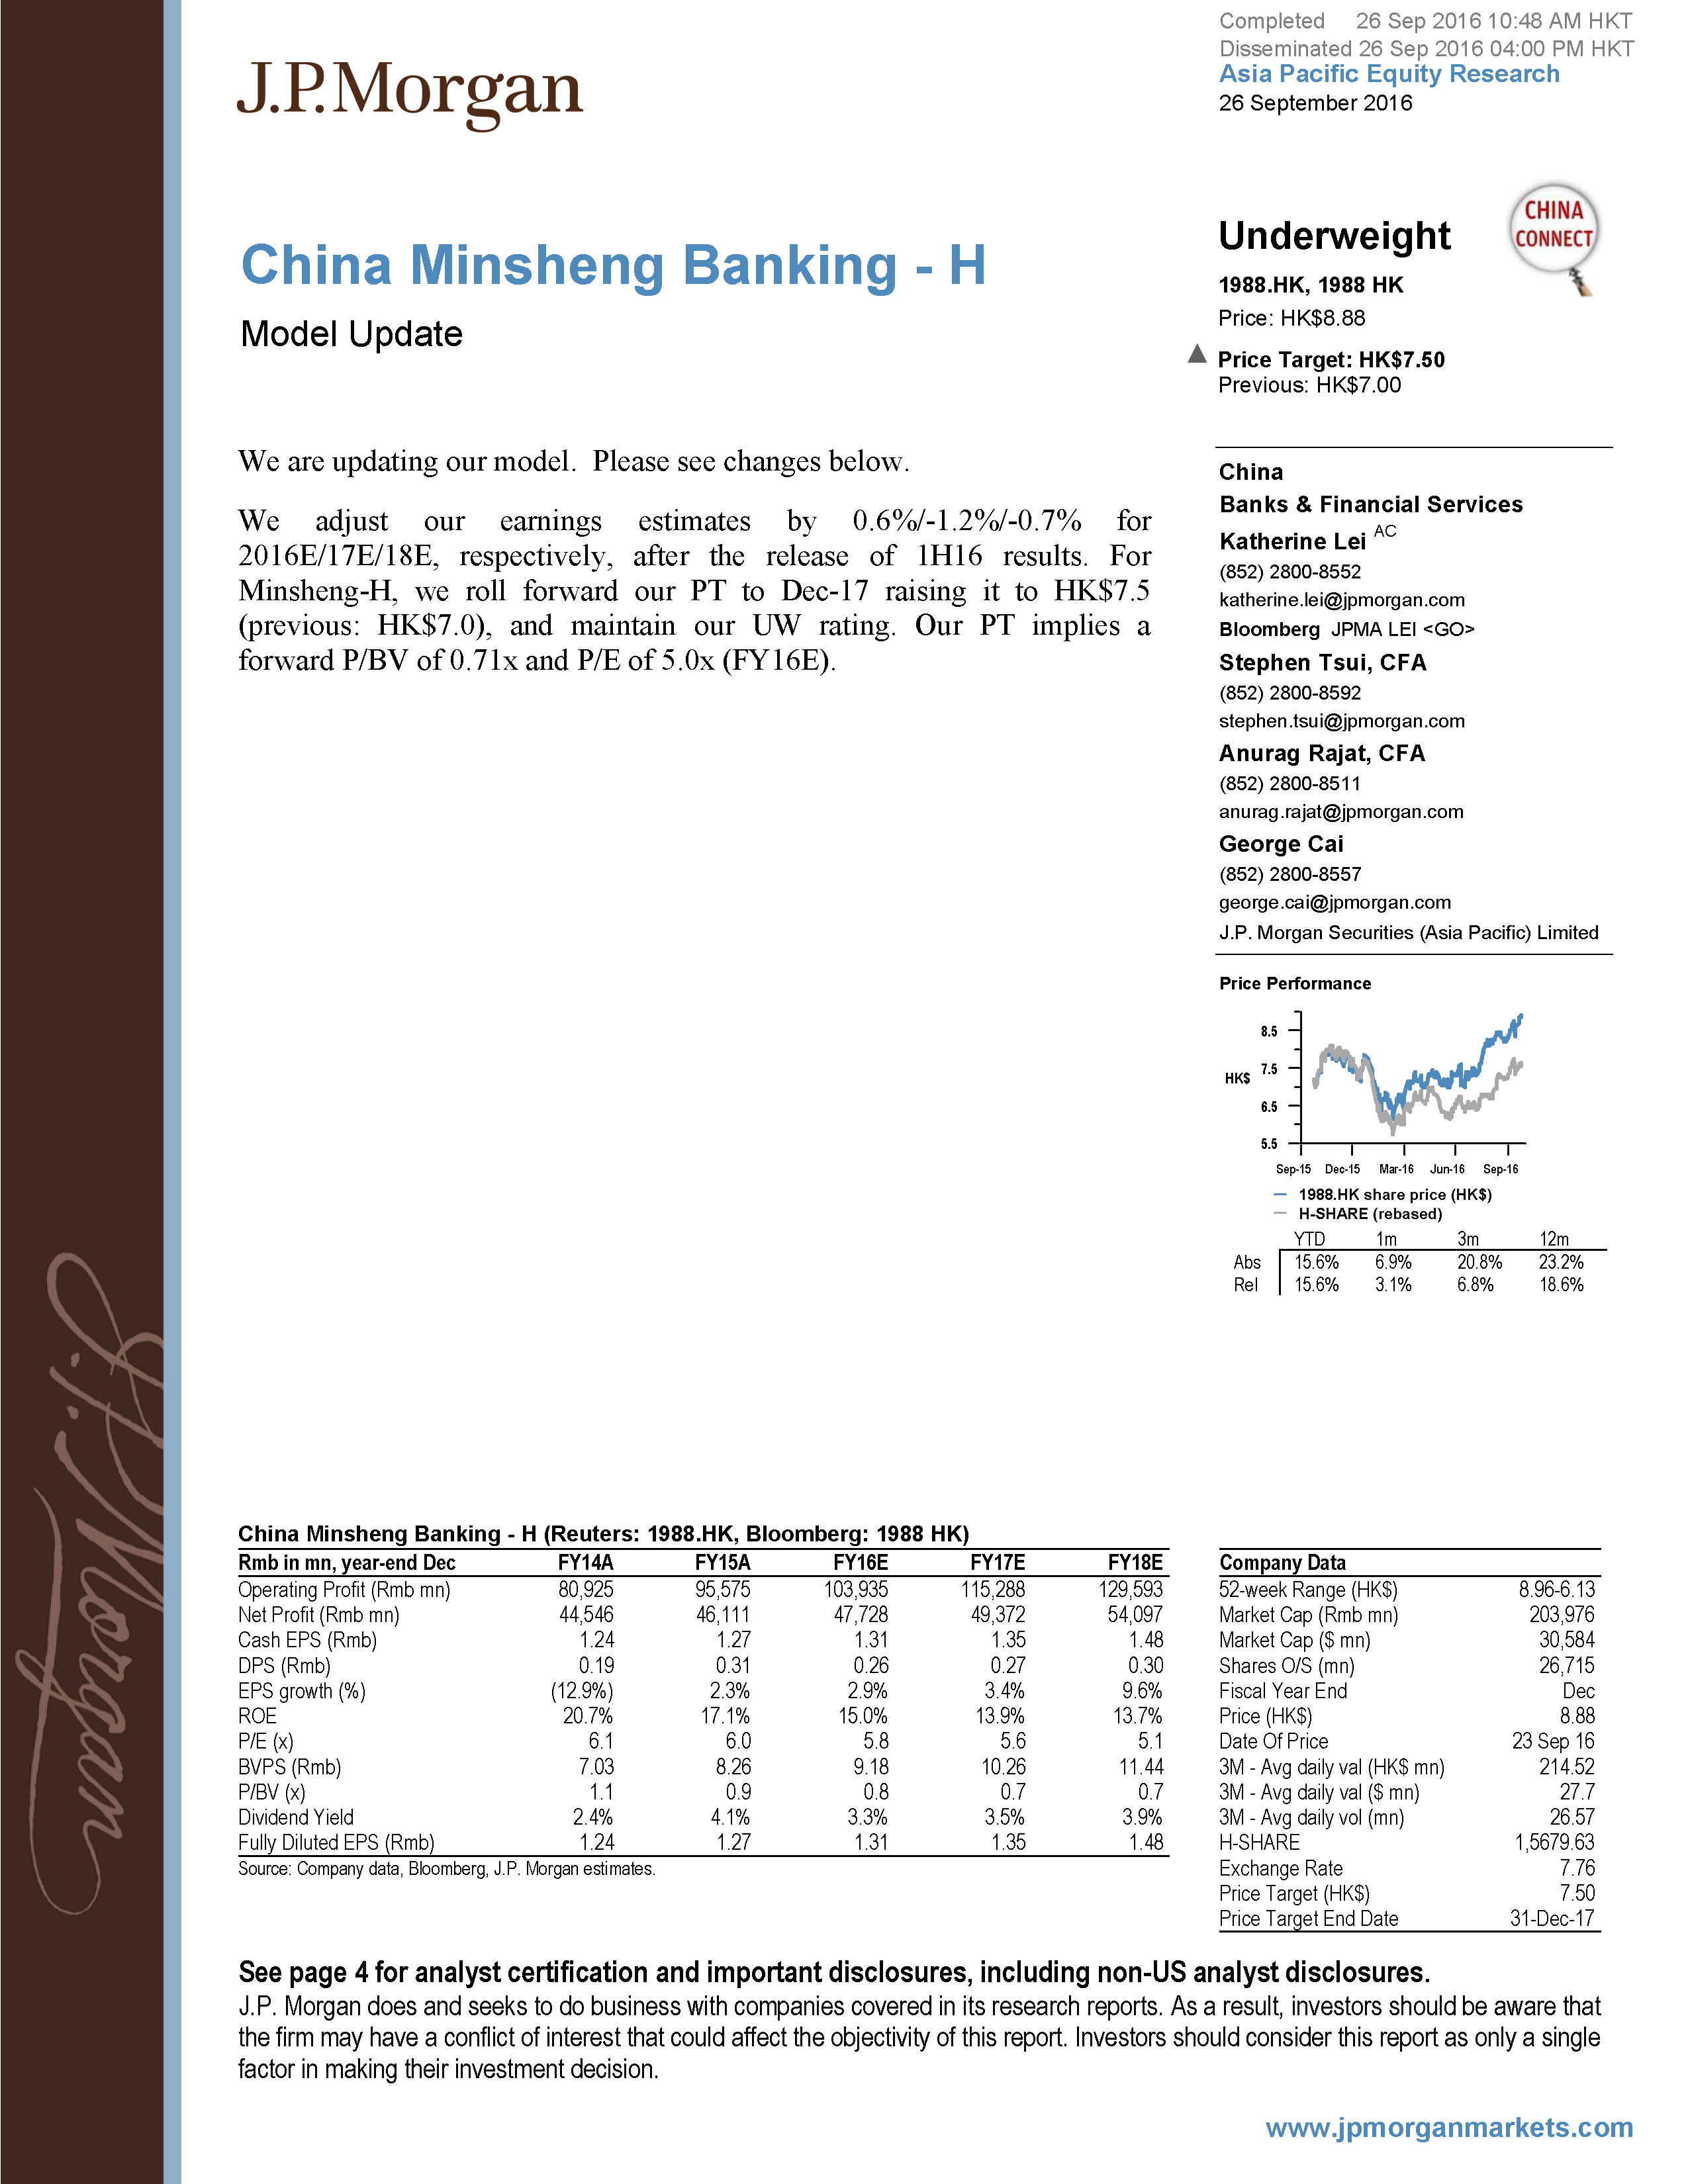 Completed 26 Sep 2016 10:48 AM HKT
Disseminated 26 Sep 2016 04:00 PM HKT
Asia Pacific Equity Research
26 September 2016
J.P.Morgan
China Minsheng Banking - H
Model Update
Underweight
CHINA
CONNECT
1988.HK, 1988 HK
Price: HK$8.88
▲ Price Target: HK$7.50
Previous: HK$7.00
We are updating our model. Please see changes below.
We adjust our earnings estimates by 0.6%/-1.2%/-0.7% for
2016E/17E/18E, respectively, after the release of 1H16 results. For
Minsheng-H, we roll forward our PT to Dec-17 raising it to HK$7.5
(previous: HK$7.0), and maintain our UW rating. Our PT implies a
forward P/BV of 0.71x and P/E of 5.0x (FY16E).
China
Banks & Financial Services
Katherine Lei AC
(852) 2800-8552
katherine.lei@jpmorgan.com
Bloomberg JPMA LEI <GO>
Stephen Tsui, CFA
(852) 2800-8592
stephen.tsui@jpmorgan.com
Anurag Rajat, CFA
(852) 2800-8511
anurag.rajat@jpmorgan.com
George Cai
(852) 2800-8557
george.cai@jpmorgan.com
J.P. Morgan Securities (Asia Pacific) Limited
Price Performance
8.5
7.5
HK$
6.5
5.5
Sep-15 Dec-15 Mar-16 Jun-16 Sep-16
1988.HK share price (HK$)
H-SHARE (rebased)
YTD 1m 3m 12m
Abs 15.6% 6.9% 20.8% 23.2%
Rel 15.6% 3.1% 6.8% 18.6%
J.P. Morgan
China Minsheng Banking - H (Reuters: 1988.HK, Bloomberg: 1988 HK)
Rmb in mn, year-end Dec FY14A FY15A FY16E FY17E FY18E
Operating Profit (Rmb mn) 80,925 95,575 103,935 115,288 129,593
Net Profit (Rmb mn) 44,546 46,111 47,728 49,372 54,097
Cash EPS (Rmb) 1.24 1.27 1.31 1.35 1.48
DPS (Rmb) 0.19 0.31 0.26 0.27 0.30
EPS growth (%) (12.9%) 2.3% 2.9% 3.4% 9.6%
ROE 20.7% 17.1% 15.0% 13.9% 13.7%
P/E (x) 6.1 6.0 5.8 5.6 5.1
BVPS (Rmb) 7.03 8.26 9.18 10.26 11.44
P/BV (x) 1.1 0.9 0.8 0.7 0.7
Dividend Yield 2.4% 4.1% 3.3% 3.5% 3.9%
Fully Diluted EPS (Rmb) 1.24 1.27 1.31 1.35 1.48
Source: Company data, Bloomberg, J.P. Morgan estimates.
Company Data
52-week Range (HK$) 8.96-6.13
Market Cap (Rmb mn) 203,976
Market Cap ($ mn) 30,584
Shares O/S (mn) 26,715
Fiscal Year End Dec
Price (HK$) 8.88
Date Of Price 23 Sep 16
3M - Avg daily val (HK$ mn) 214.52
3M - Avg daily val ($ mn) 27.7
3M - Avg daily vol (mn) 26.57
H-SHARE 1,5679.63
Exchange Rate 7.76
Price Target (HK$) 7.50
Price Target End Date 31-Dec-17
See page 4 for analyst certification and important disclosures, including non-US analyst disclosures.
J.P. Morgan does and seeks to do business with companies covered in its research reports. As a result, investors should be aware that
the firm may have a conflict of interest that could affect the objectivity of this report. Investors should consider this report as only a single
factor in making their investment decision.
www.jpmorganmarkets.com